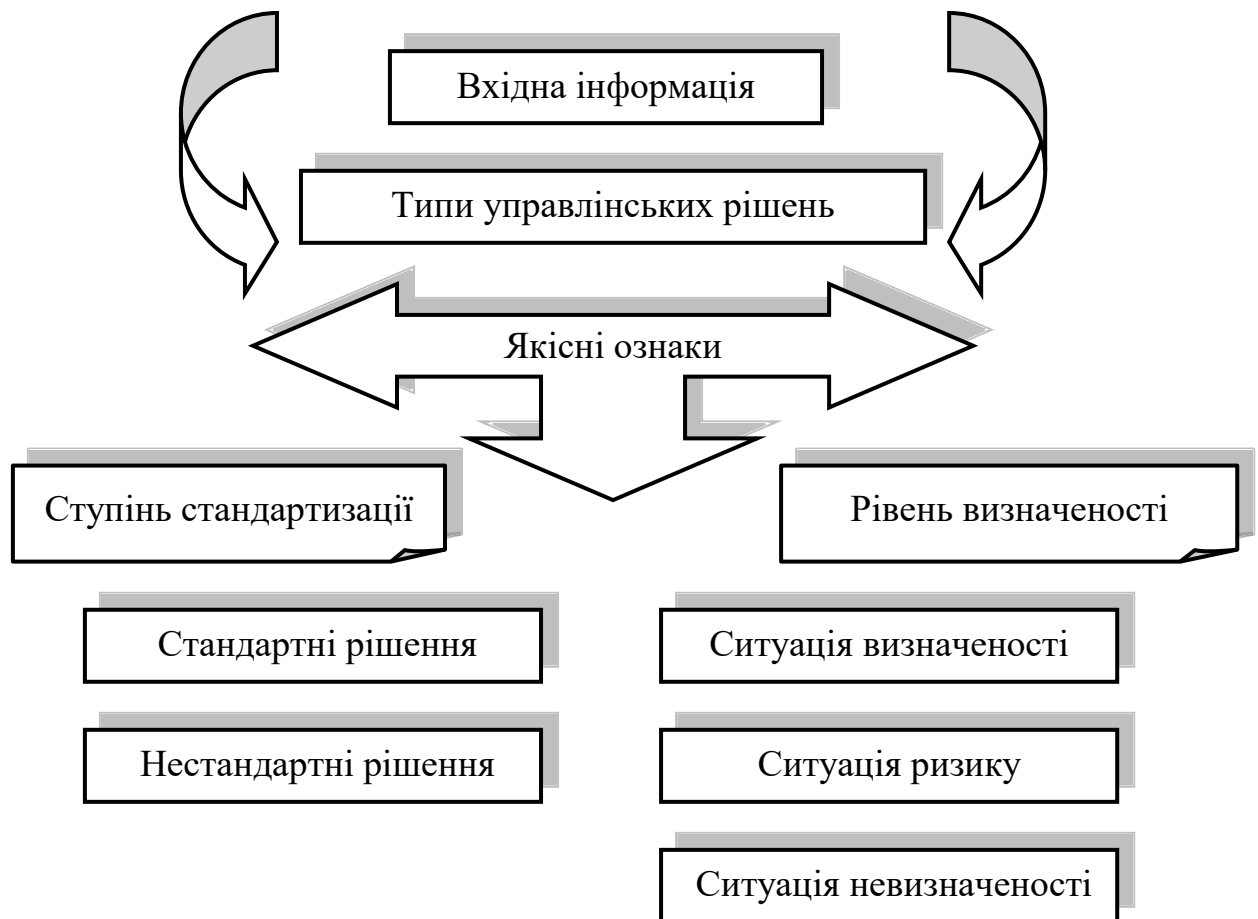 Вхідна інформація
Типи управлінських рішень
Якісні ознаки
Ступінь стандартизації
Рівень визначеності
Стандартні рішення
Ситуація визначеності
Нестандартні рішення
Ситуація ризику
Ситуація невизначеності